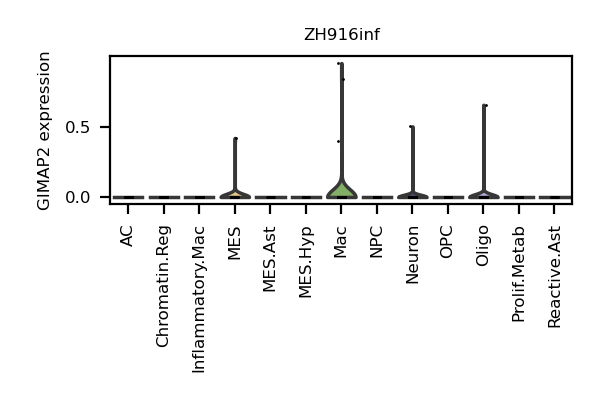 ZH916inf
GIMAP2 expression
0.5
0.0
AC
Chromatin.Reg
Inflammatory.Mac
MES
MES.Ast
MES.Hyp
Mac
NPC
Neuron
OPC
Oligo
Prolif.Metab
Reactive.Ast